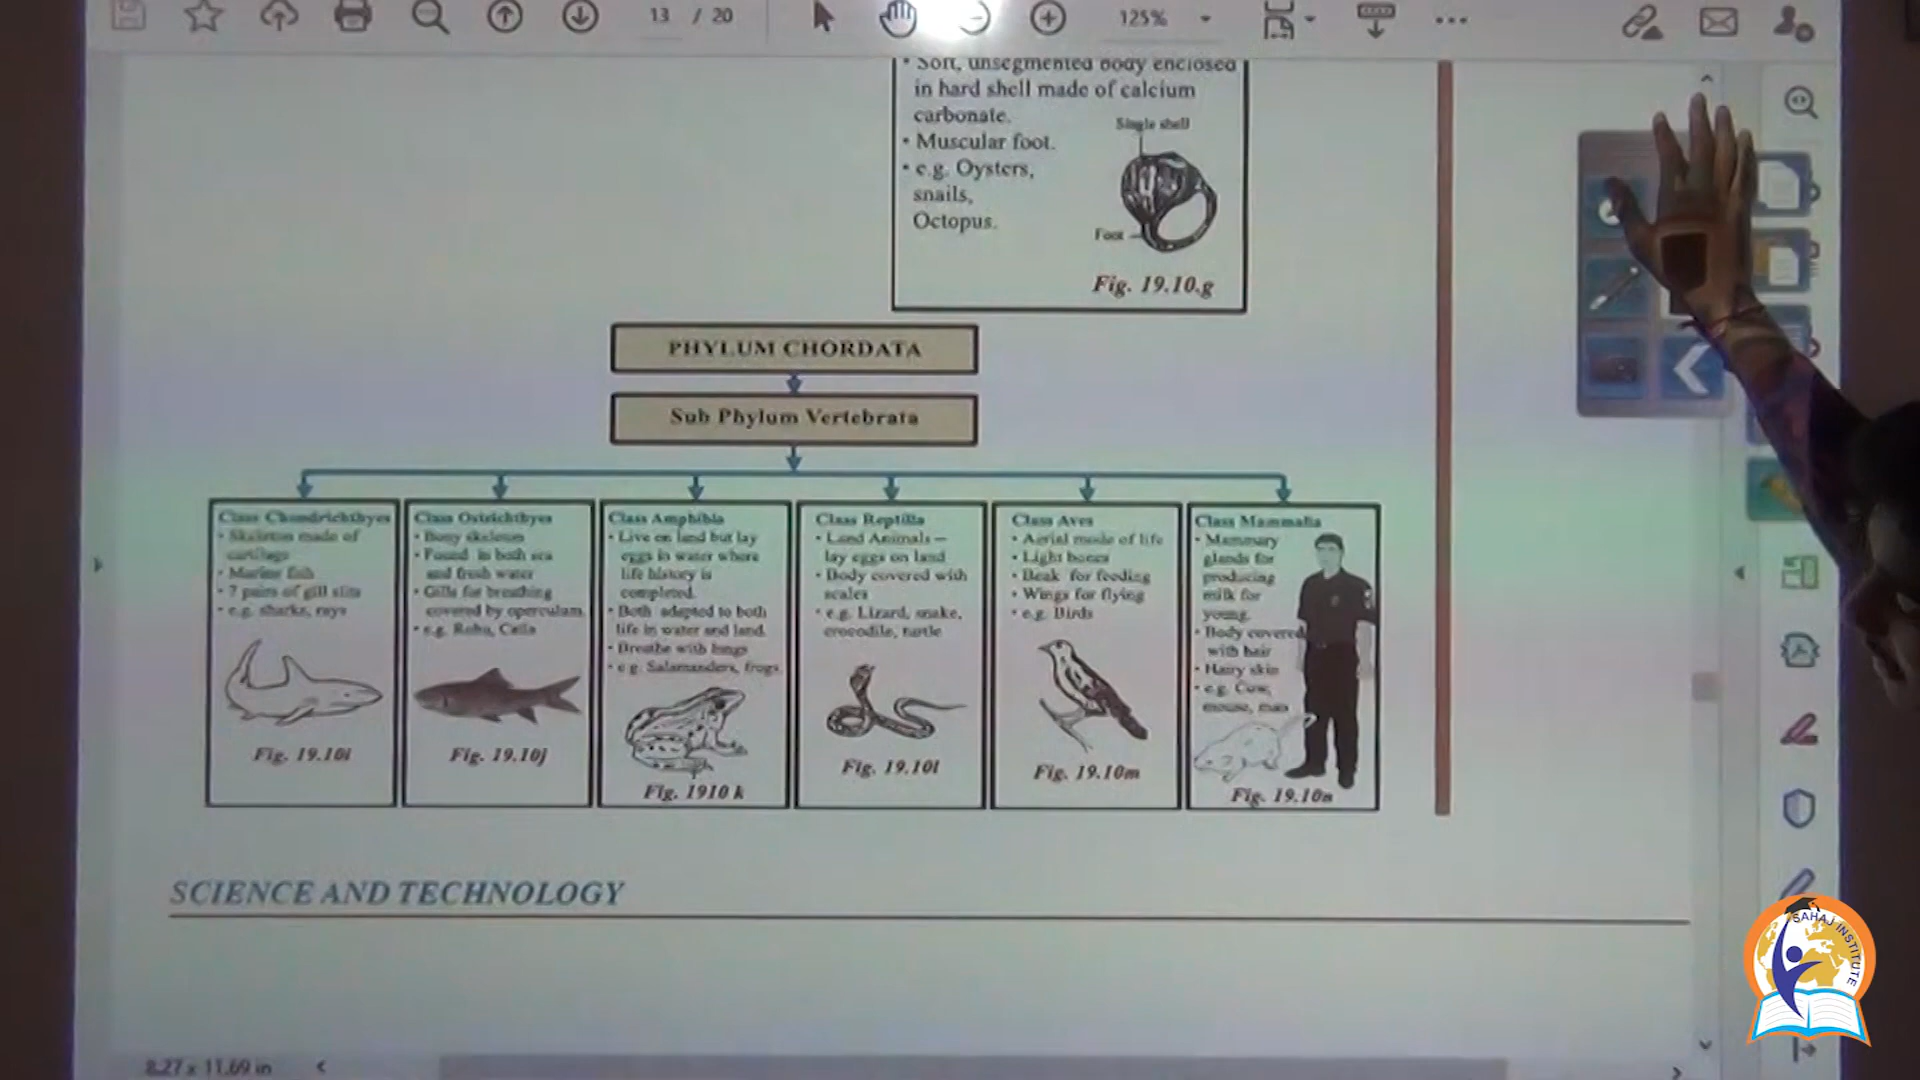 13 / 20
125%
• Soft, unsegmented body enclosed
in hard shell made of calcium
carbonate.
• Muscular foot.
• e.g. Oysters,
snails,
Octopus.
Single shell
Foot
Fig. 19.10.g
PHYLUM CHORDATA
Sub Phylum Vertebrata
Class Chondrichthyes
• Skeleton made of
cartilage
• Marine fish
• 7 pairs of gill slits
• e.g. sharks, rays
Fig. 19.10i
Class Osteichthyes
• Bony skeleton
• Found in both sea
and fresh water
• Gills for breathing
covered by operculum
• e.g. Rohu, Catla
Fig. 19.10j
Class Amphibia
• Live on land but lay
eggs in water where
life history is
completed.
• Both adapted to both
life in water and land.
• Breathe with lungs
• e g. Salamanders, frogs
Fig. 1910 k
Class Reptilia
• Land Animals –
lay eggs on land
• Body covered with
scales
• e.g. Lizard, snake,
crocodile, turtle
Fig. 19.10l
Class Aves
• Aerial mode of life
• Light bones
• Beak for feeding
• Wings for flying
• e.g. Birds
Fig. 19.10m
Class Mammalia
• Mammary
glands for
producing
milk for
young.
• Body covered
with hair
• Hairy skin
• e.g. Cow,
mouse, man
Fig. 19.10n
SCIENCE AND TECHNOLOGY
SAHAJ INSTITUTE
8.27 x 11.69 in